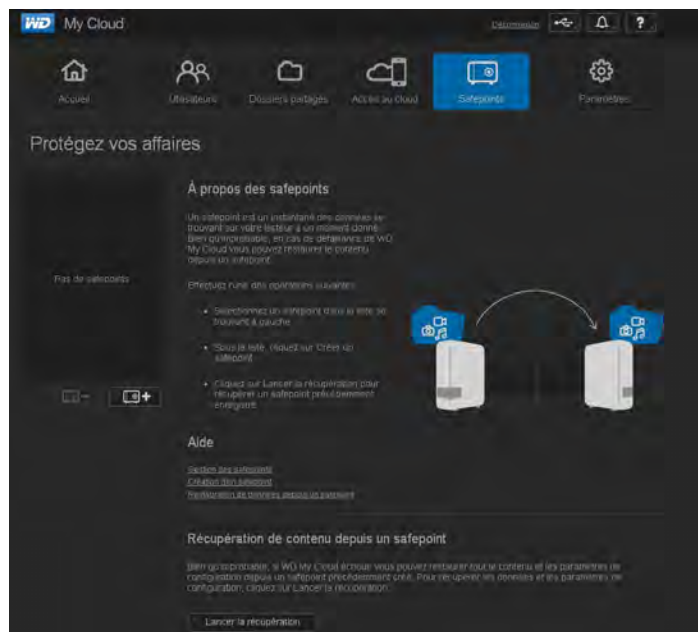 WD My Cloud
Déconnexion
?
Accueil
Utilisateurs
Dossiers partagés
Accès au cloud
Safepoints
Paramètres
Protégez vos affaires
Pas de safepoints
À propos des safepoints
Un safepoint est un instantané des données se
trouvant sur votre lecteur à un moment donné.
Bien qu'improbable, en cas de défaillance de WD
My Cloud vous pouvez restaurer le contenu
depuis un safepoint.
Effectuez l'une des opérations suivantes:
Sélectionnez un safepoint dans la liste se
trouvant à gauche
Sous la liste, cliquez sur Créer un
safepoint
Cliquez sur Lancer la récupération pour
récupérer un safepoint précédemment
enregistré.
Aide
Gestion des safepoints
Création d'un safepoint
Restauration de données depuis un safepoint
Récupération de contenu depuis un safepoint
Bien qu'improbable, si WD My Cloud échoue vous pouvez restaurer tout le contenu et les paramètres de
configuration depuis un safepoint précédemment créé. Pour récupérer les données et les paramètres de
configuration, cliquez sur Lancer la récupération.
Lancer la récupération